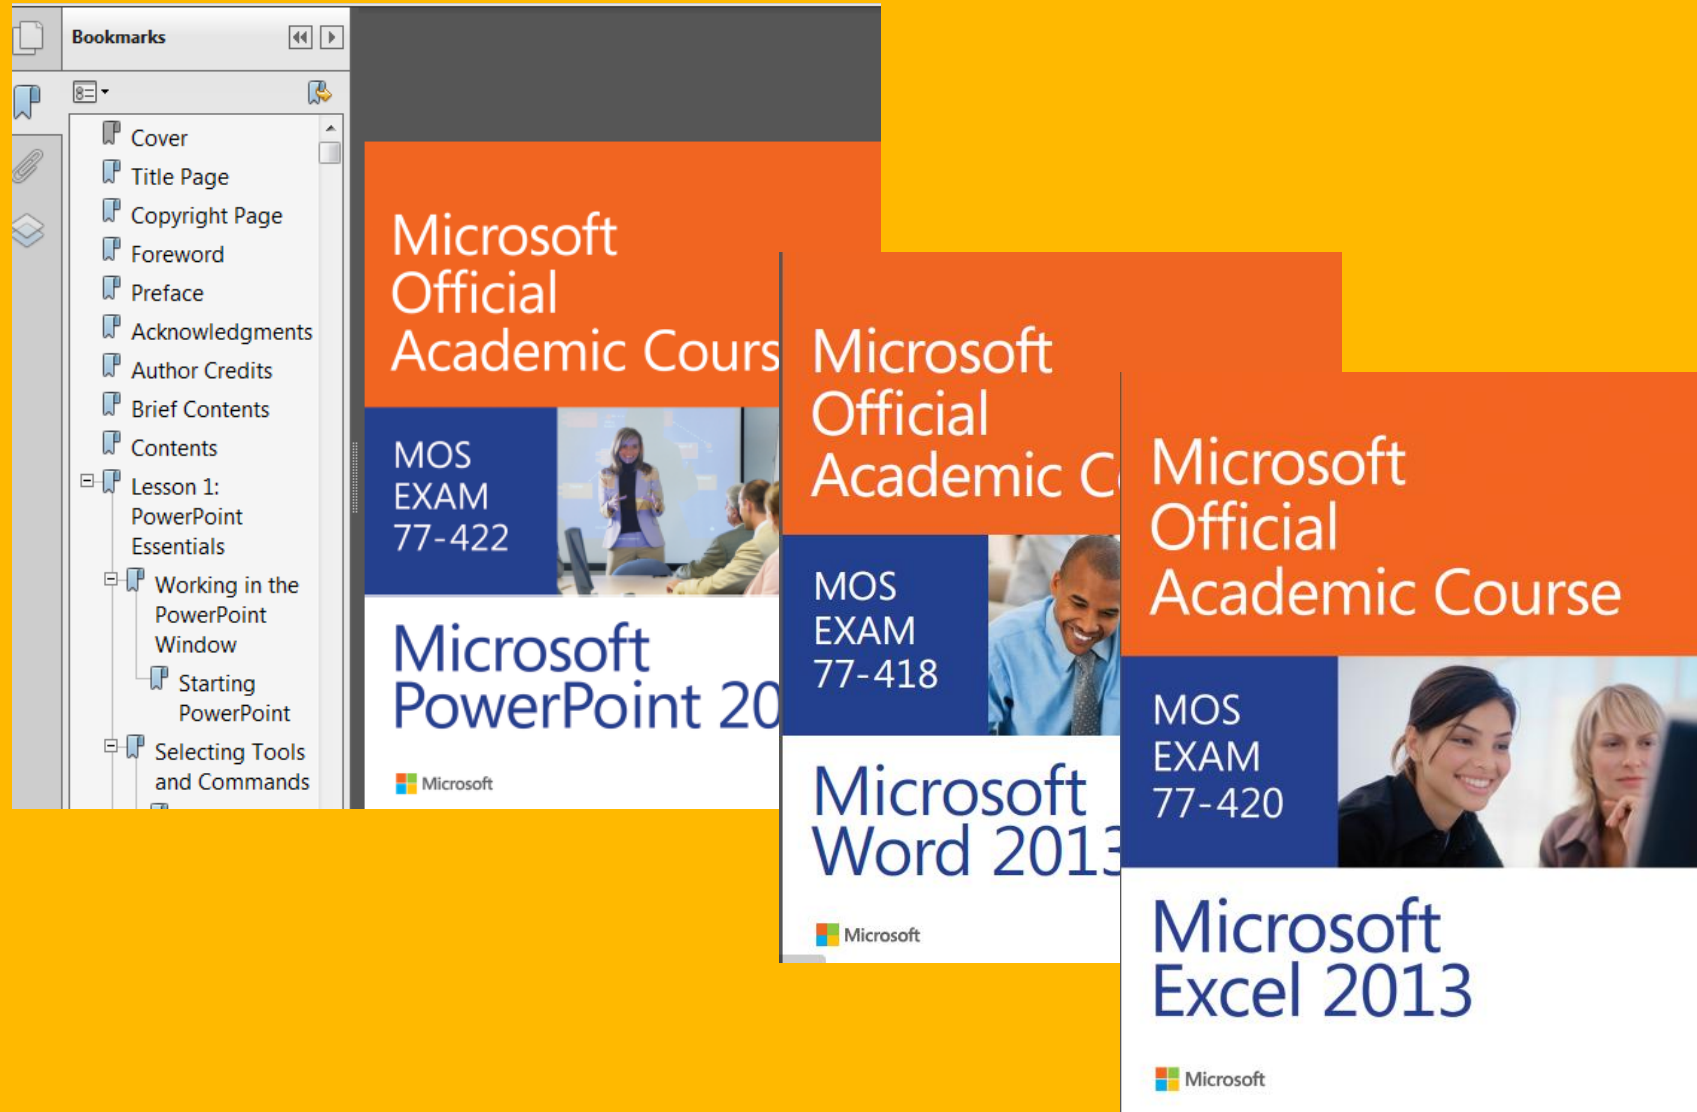 Bookmarks
Cover
Title Page
Copyright Page
Foreword
Preface
Acknowledgments
Author Credits
Brief Contents
Contents
Lesson 1:
PowerPoint
Essentials
Working in the
PowerPoint
Window
Starting
PowerPoint
Selecting Tools
and Commands
Microsoft
Official
Academic Cours
MOS
EXAM
77-422
Microsoft
PowerPoint 20
Microsoft
Microsoft
Official
Academic C
MOS
EXAM
77-418
Microsoft
Word 2013
Microsoft
Microsoft
Official
Academic Course
MOS
EXAM
77-420
Microsoft
Excel 2013
Microsoft